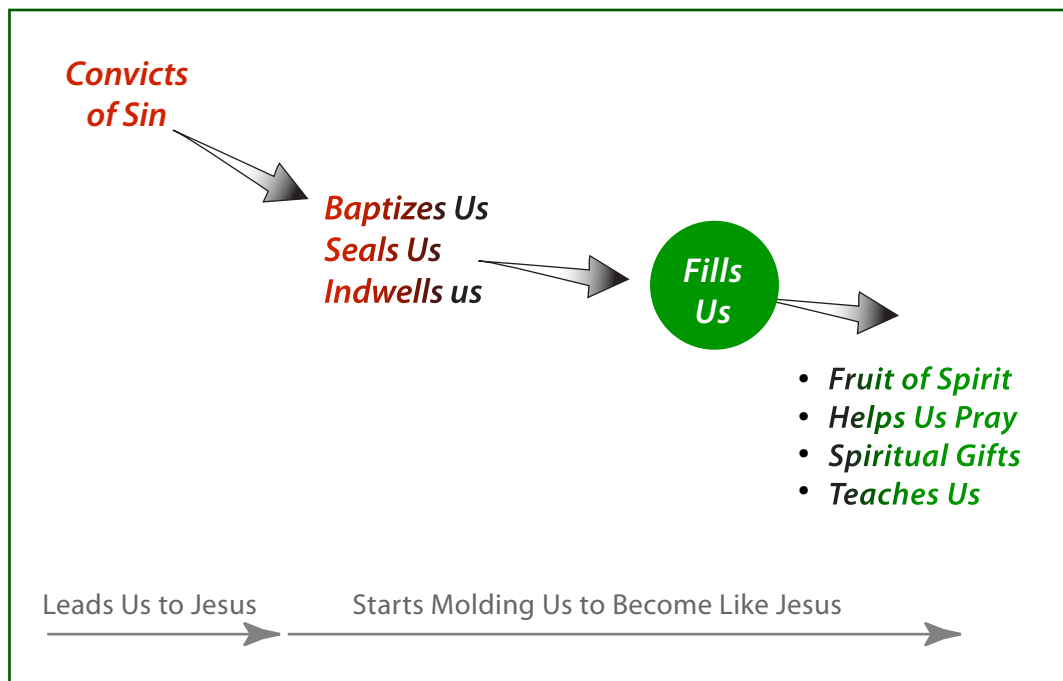 Convicts
of Sin
Baptizes Us
Seals Us
Indwells us
Fills
Us
• Fruit of Spirit
• Helps Us Pray
• Spiritual Gifts
• Teaches Us
Leads Us to Jesus
Starts Molding Us to Become Like Jesus